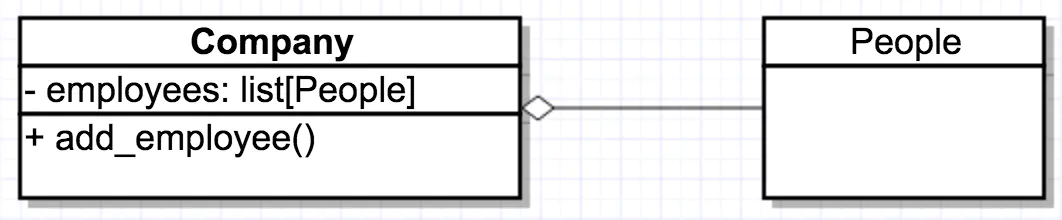 Company
- employees: list[People]
+ add_employee()
People